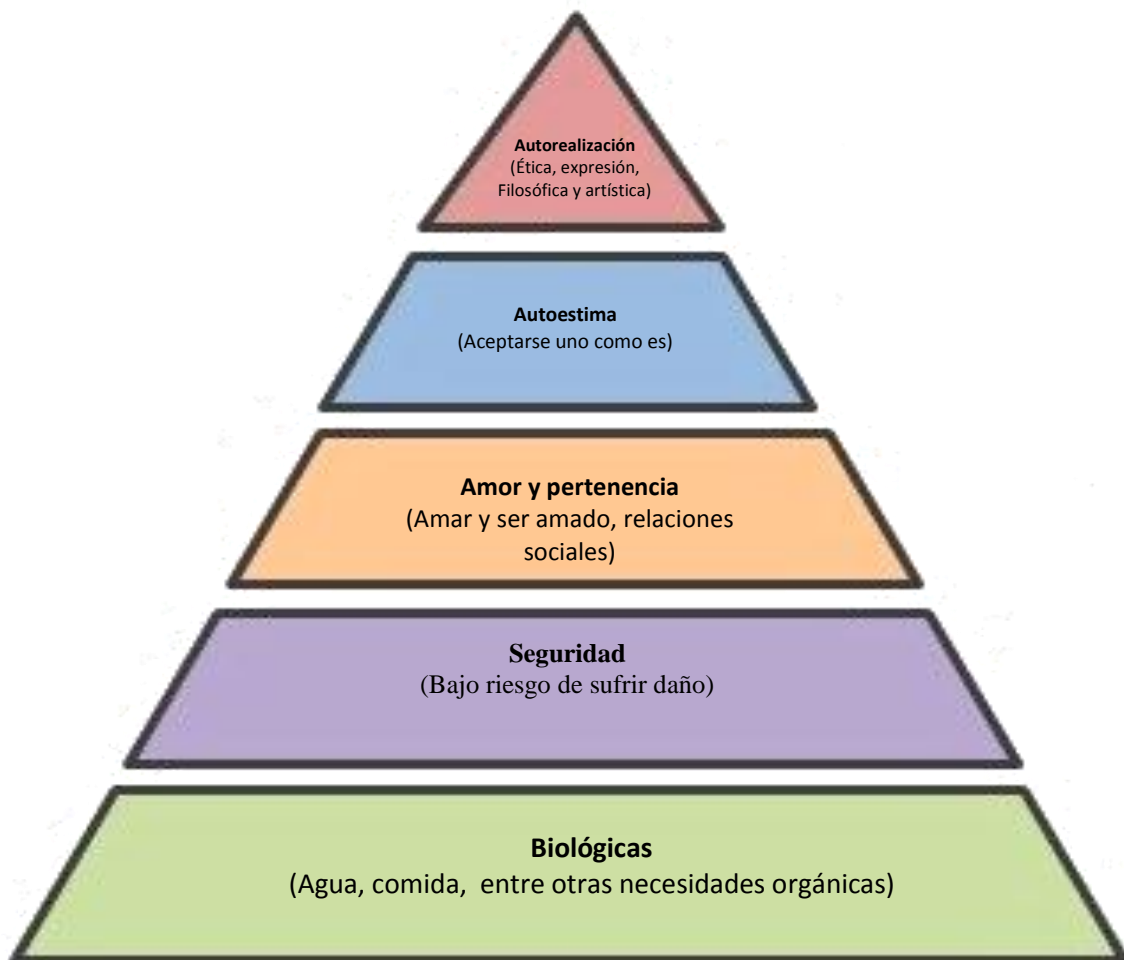 Autorealización
(Ética, expresión,
Filosófica y artística)
Autoestima
(Aceptarse uno como es)
Amor y pertenencia
(Amar y ser amado, relaciones
sociales)
Seguridad
(Bajo riesgo de sufrir daño)
Biológicas
(Agua, comida,  entre otras necesidades orgánicas)